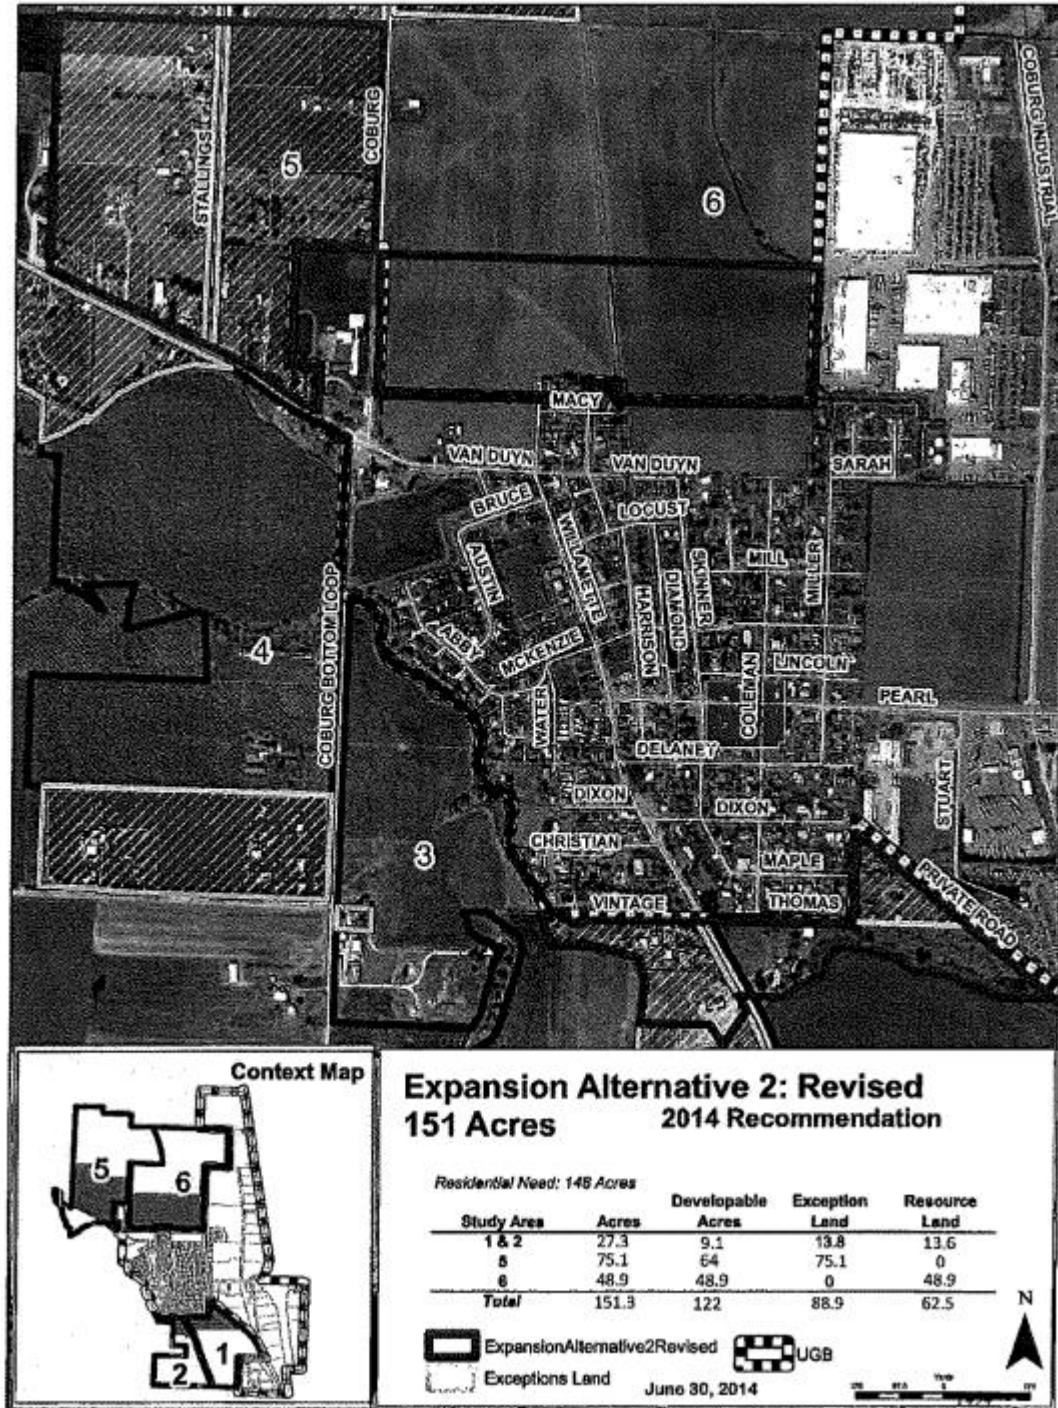 STALLINGS
COBURG
5
6
COBURG INDUSTRIAL
MACY
VAN DUYN
VAN DUYN
SARAH
BRUCE
LOCUST
WILLAMETTE
AUSTIN
SKINNER
MILL
MILLER
DIMOND
HARRISON
COBURG BOTTOM LOOP
4
ABBY
MCKENZIE
LINCOLN
COLEMAN
PEARL
WATER
DELANEY
STUART
DIXON
DIXON
CHRISTIAN
3
MAPLE
PRIVATE ROAD
VINTAGE
THOMAS
Context Map
5
6
1
2
Expansion Alternative 2: Revised
151 Acres 2014 Recommendation
Residential Need: 148 Acres
Study Area Acres Developable Acres Exception Land Resource Land
1 & 2 27.3 9.1 13.8 13.6
5 75.1 64 75.1 0
6 48.9 48.9 0 48.9
Total 151.3 122 88.9 62.5
N
ExpansionAlternative2Revised
UGB
Exceptions Land
June 30, 2014